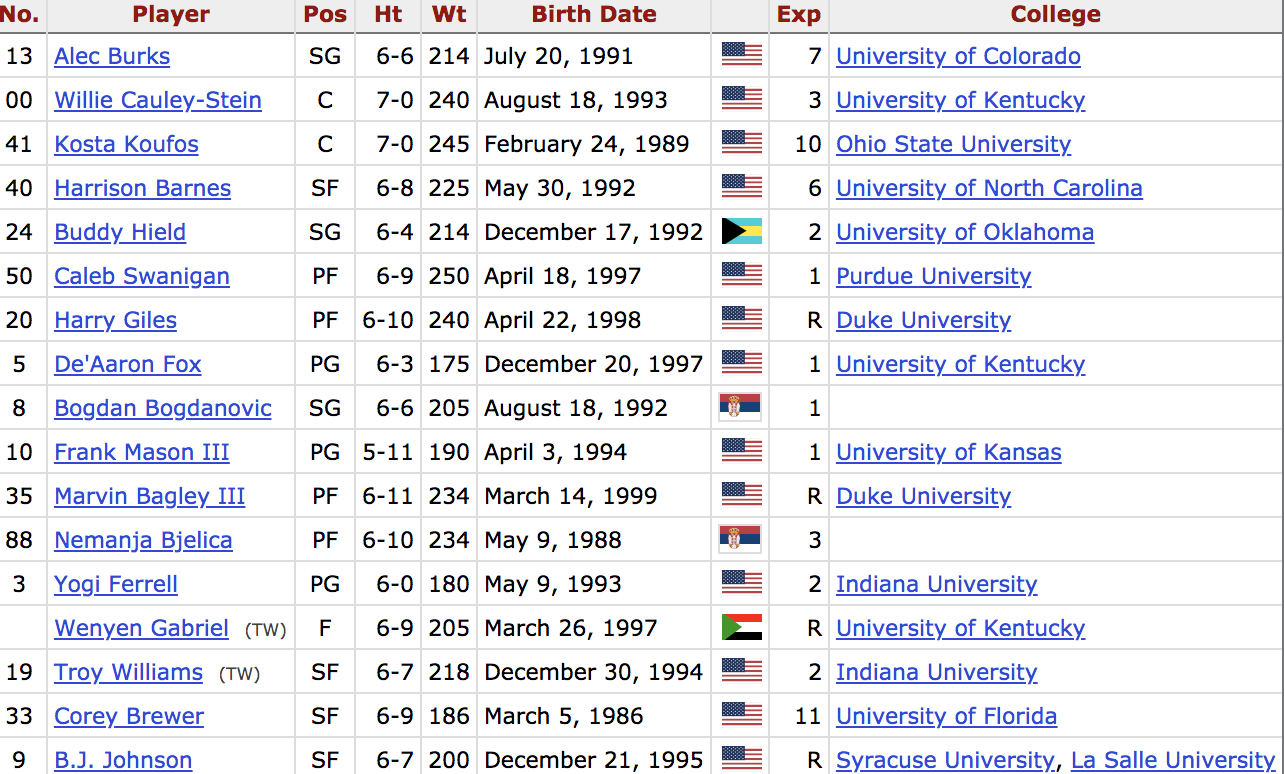 No. Player Pos Ht Wt Birth Date Exp College
13 Alec Burks SG 6-6 214 July 20, 1991 7 University of Colorado
00 Willie Cauley-Stein C 7-0 240 August 18, 1993 3 University of Kentucky
41 Kosta Koufos C 7-0 245 February 24, 1989 10 Ohio State University
40 Harrison Barnes SF 6-8 225 May 30, 1992 6 University of North Carolina
24 Buddy Hield SG 6-4 214 December 17, 1992 2 University of Oklahoma
50 Caleb Swanigan PF 6-9 250 April 18, 1997 1 Purdue University
20 Harry Giles PF 6-10 240 April 22, 1998 R Duke University
5 De'Aaron Fox PG 6-3 175 December 20, 1997 1 University of Kentucky
8 Bogdan Bogdanovic SG 6-6 205 August 18, 1992 1
10 Frank Mason III PG 5-11 190 April 3, 1994 1 University of Kansas
35 Marvin Bagley III PF 6-11 234 March 14, 1999 R Duke University
88 Nemanja Bjelica PF 6-10 234 May 9, 1988 3
3 Yogi Ferrell PG 6-0 180 May 9, 1993 2 Indiana University
Wenyen Gabriel (TW) F 6-9 205 March 26, 1997 R University of Kentucky
19 Troy Williams (TW) SF 6-7 218 December 30, 1994 2 Indiana University
33 Corey Brewer SF 6-9 186 March 5, 1986 11 University of Florida
9 B.J. Johnson SF 6-7 200 December 21, 1995 R Syracuse University, La Salle University